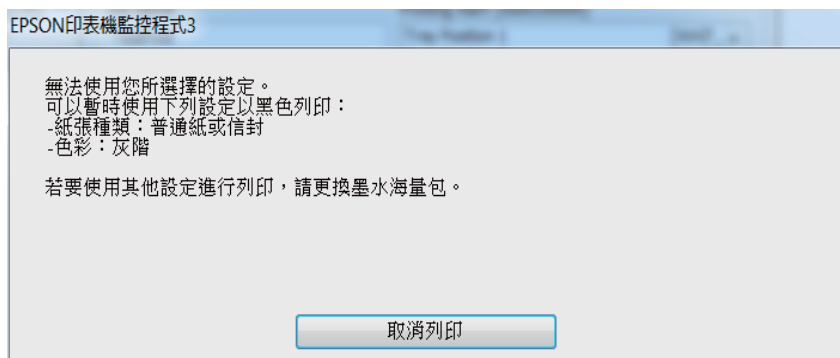 EPSON印表機監控程式3
無法使用您所選擇的設定。
可以暫時使用下列設定以黑色列印：
-紙張種類：普通紙或信封
-色彩：灰階
若要使用其他設定進行列印，請更換墨水海量包。
取消列印